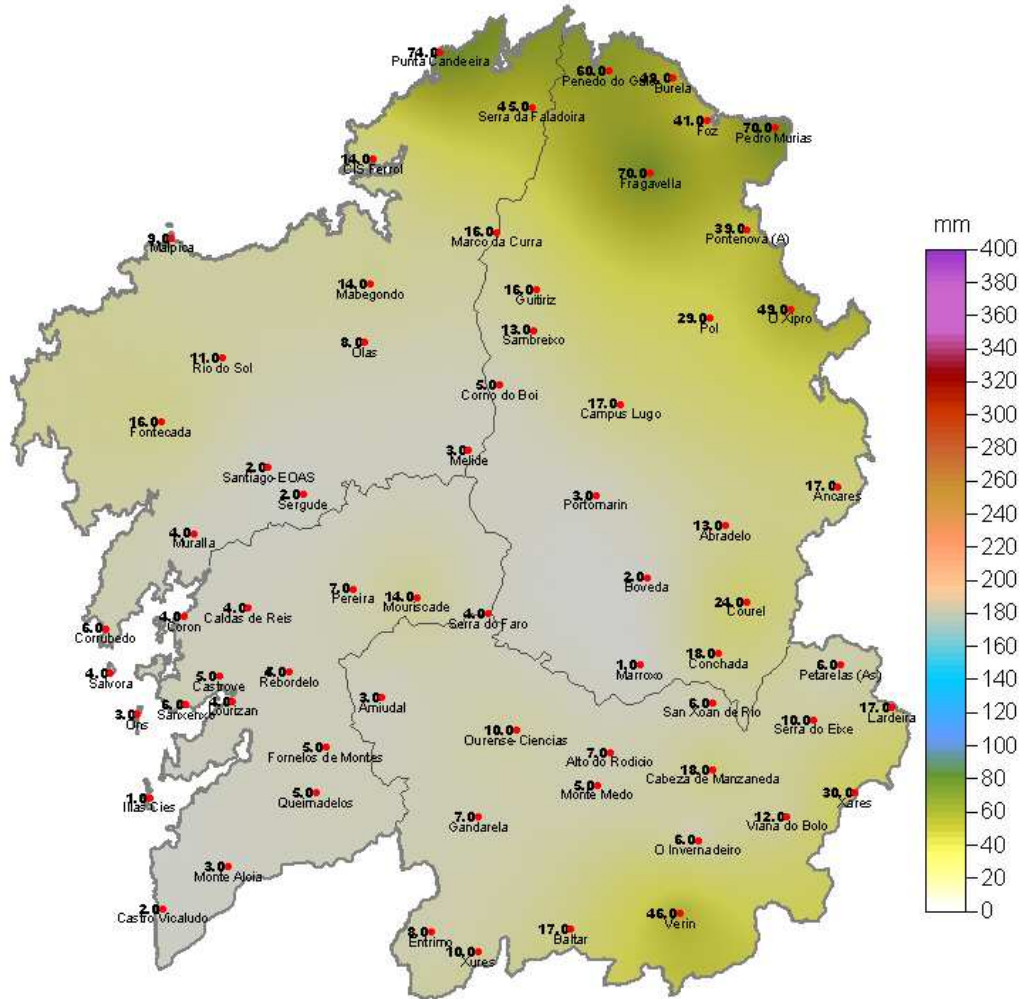 74.0
Punta Candeeira
60.0
Penedo do Galo
49.0
Burela
45.0
Serra da Faladoira
41.0
Foz
70.0
Pedro Murias
14.0
CIS Ferrol
70.0
Fragavella
9.0
Malpica
16.0
Marco da Curra
39.0
Pontenova (A)
mm
14.0
Mabegondo
16.0
Guitiriz
49.0
O Xipro
29.0
Pol
13.0
Sambreixo
8.0
Olas
11.0
Rio do Sol
5.0
Corno do Boi
17.0
Campus Lugo
16.0
Fontecada
3.0
Melide
2.0
Santiago-EOAS
2.0
Sergude
3.0
Portomarin
17.0
Ancares
4.0
Muralla
13.0
Abradelo
2.0
Boveda
7.0
Pereira
14.0
Mouriscade
24.0
Courel
4.0
Caldas de Reis
4.0
Coron
4.0
Serra do Faro
6.0
Corrubedo
18.0
Conchada
1.0
Marroxo
6.0
Petarelas (As)
4.0
Salvora
5.0
Castrove
Rebordelo
3.0
Amiudal
6.0
Sanxenxo
4.0
Lourizan
6.0
San Xoan de Rio
17.0
Lardeira
3.0
Ons
10.0
Serra do Eixe
10.0
Ourense-Ciencias
5.0
Fornelos de Montes
7.0
Alto do Rodicio
18.0
Cabeza de Manzaneda
5.0
Monte Medo
1.0
Illas Cies
5.0
Queimadelos
30.0
Xares
7.0
Gandarela
12.0
Viana do Bolo
6.0
O Invernadeiro
3.0
Monte Aloia
2.0
Castro Vicaludo
46.0
Verin
8.0
Entrimo
17.0
Baltar
10.0
Xures
400
380
360
340
320
300
280
260
240
220
200
180
160
140
120
100
80
60
40
20
0